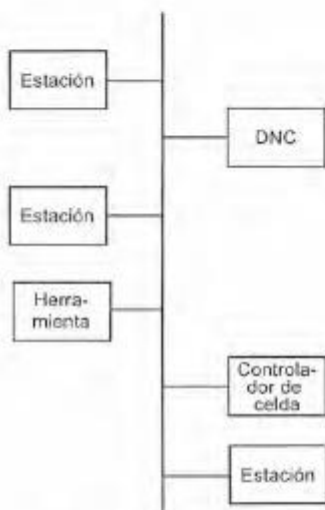 Estación
DNC
Estación
Herra-
mienta
Controla-
dor de
celda
Estación